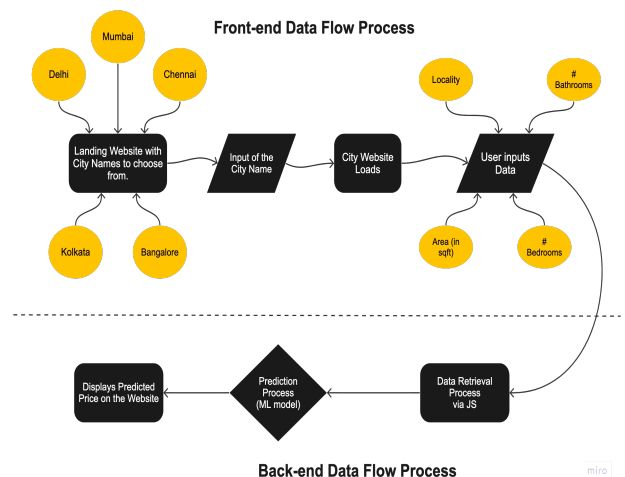 Front-end Data Flow Process
Mumbai
Delhi
Chennai
Landing Website with
City Names to choose
from.
Kolkata
Bangalore
Input of the
City Name
City Website
Loads
Locality
#
Bathrooms
User inputs
Data
Area (in
sqft)
#
Bedrooms
Displays Predicted
Price on the Website
Prediction
Process
(ML model)
Data Retrieval
Process
via JS
Back-end Data Flow Process
miro